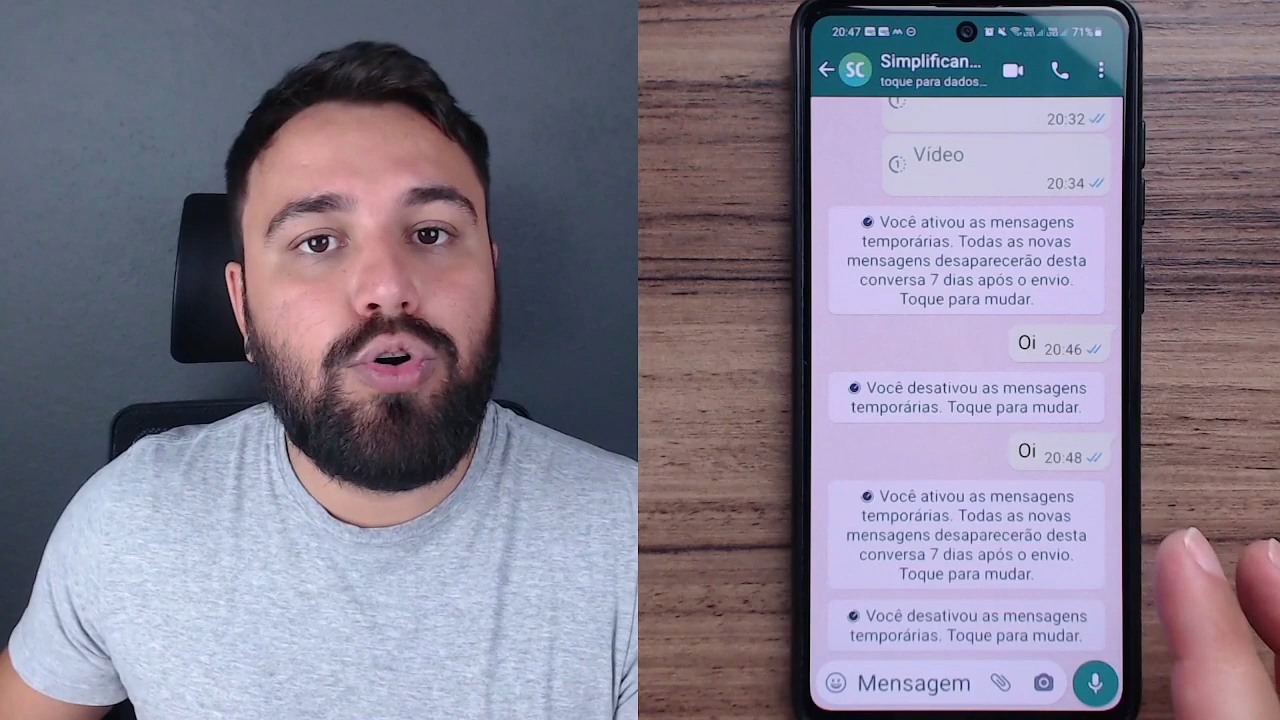 20:47
71%
SC
Simplifican...
toque para dados...
20:32
Vídeo
20:34
Você ativou as mensagens
temporárias. Todas as novas
mensagens desaparecerão desta
conversa 7 dias após o envio.
Toque para mudar.
Oi 20:46
Você desativou as mensagens
temporárias. Toque para mudar.
Oi 20:48
Você ativou as mensagens
temporárias. Todas as novas
mensagens desaparecerão desta
conversa 7 dias após o envio.
Toque para mudar.
Você desativou as mensagens
temporárias. Toque para mudar.
Mensagem